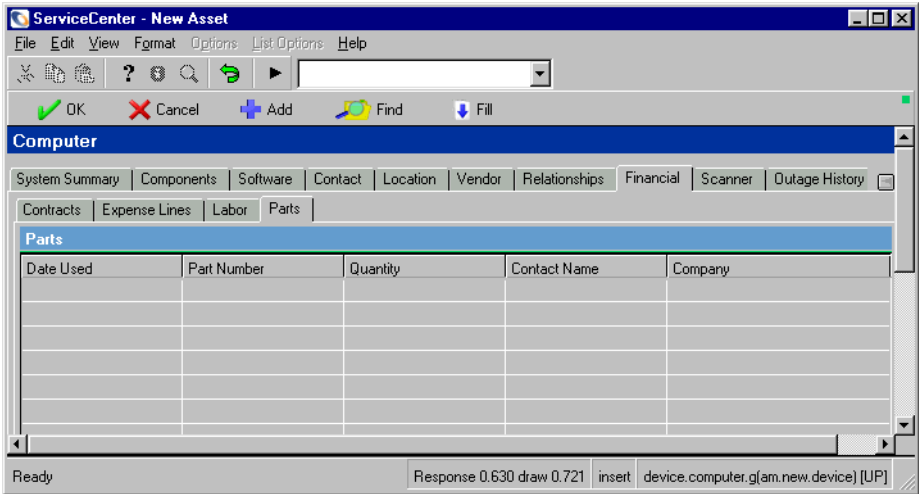 ServiceCenter - New Asset
File Edit View Format Options List Options Help
OK Cancel Add Find Fill
Computer
System Summary Components Software Contact Location Vendor Relationships Financial Scanner Outage History
Contracts Expense Lines Labor Parts
Parts
Date Used Part Number Quantity Contact Name Company
Ready Response 0.630 draw 0.721 insert device.computer.g(am.new.device) [UP]